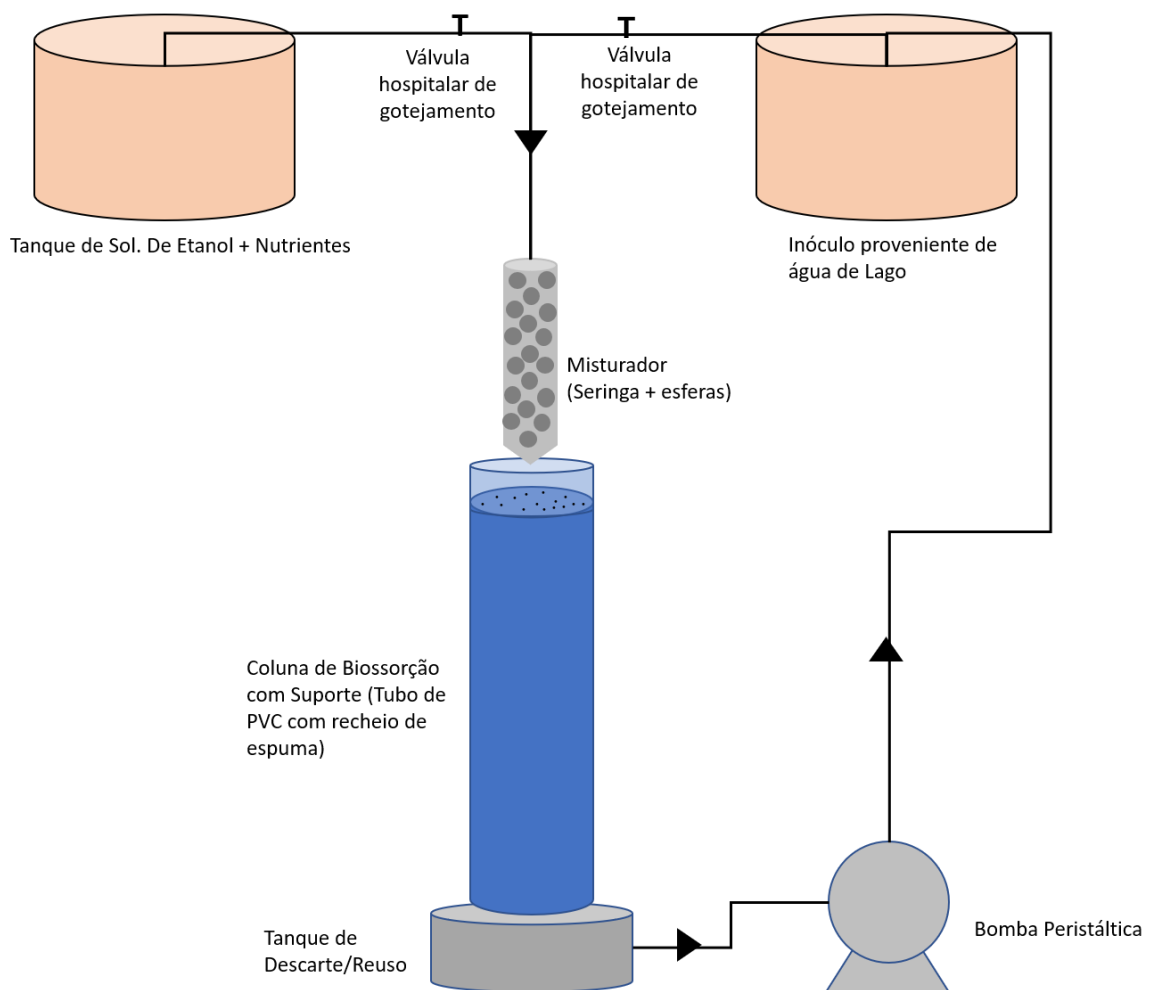 Válvula
hospitalar de
gotejamento
Válvula
hospitalar de
gotejamento
Tanque de Sol. De Etanol + Nutrientes
Inóculo proveniente de
água de Lago
Misturador
(Seringa + esferas)
Coluna de Biossorção
com Suporte (Tubo de
PVC com recheio de
espuma)
Tanque de
Descarte/Reuso
Bomba Peristáltica